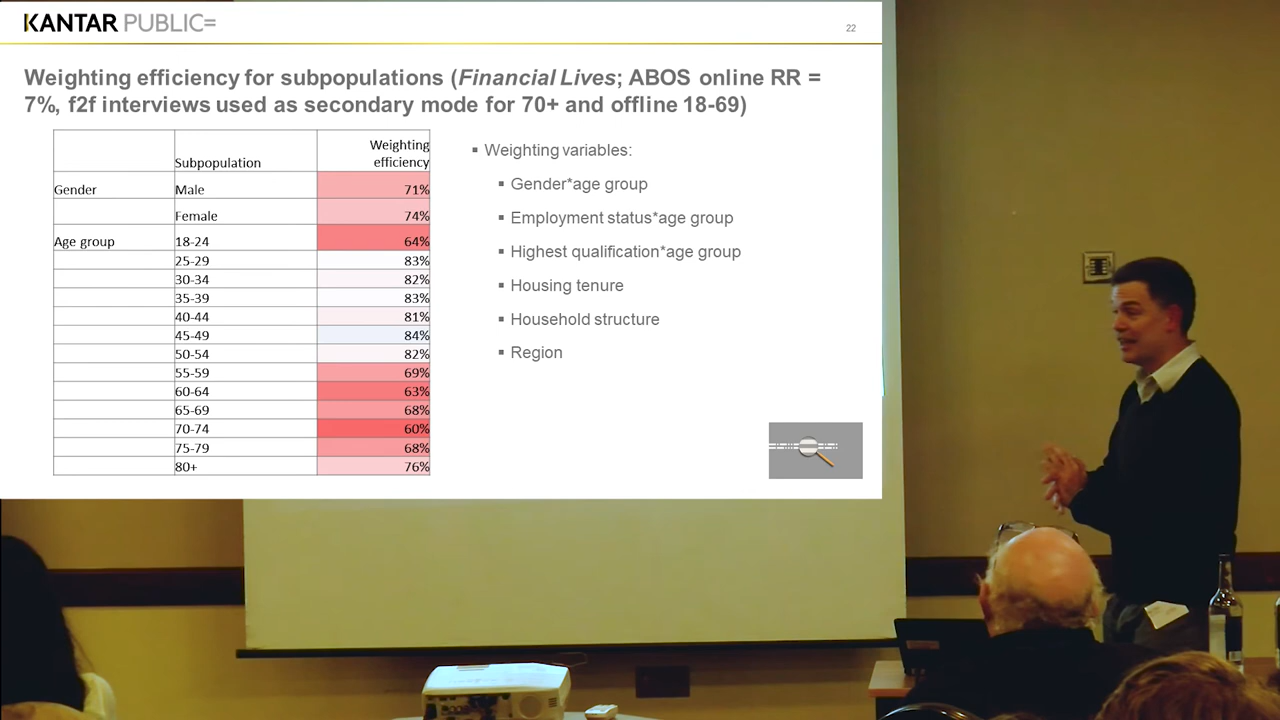 KANTAR PUBLIC=
22
Weighting efficiency for subpopulations (Financial Lives; ABOS online RR =
7%, f2f interviews used as secondary mode for 70+ and offline 18-69)
Subpopulation Weighting efficiency
Gender Male 71%
Female 74%
Age group 18-24 64%
25-29 83%
30-34 82%
35-39 83%
40-44 81%
45-49 84%
50-54 82%
55-59 69%
60-64 63%
65-69 68%
70-74 60%
75-79 68%
80+ 76%
▪ Weighting variables:
▪ Gender*age group
▪ Employment status*age group
▪ Highest qualification*age group
▪ Housing tenure
▪ Household structure
▪ Region